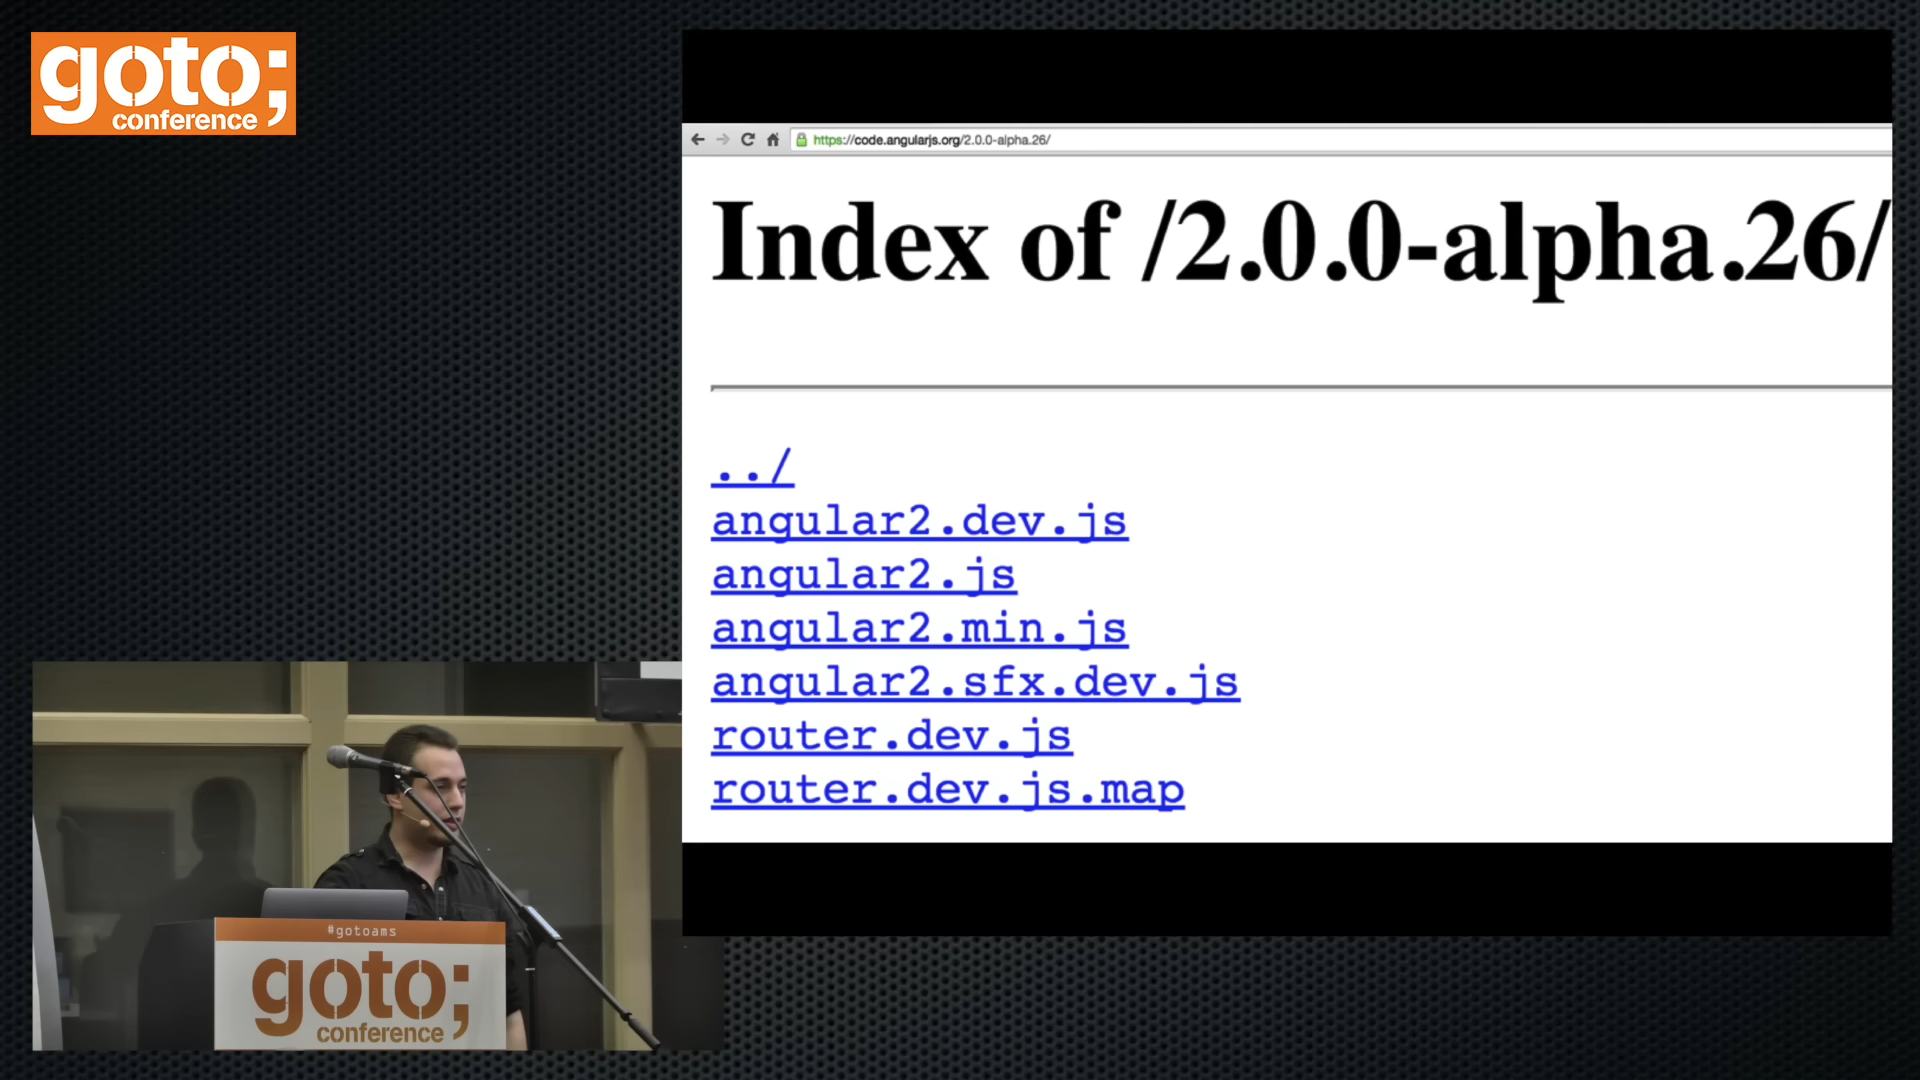 goto;
conference
https://code.angularjs.org/2.0.0-alpha.26/
Index of /2.0.0-alpha.26/
../
angular2.dev.js
angular2.js
angular2.min.js
angular2.sfx.dev.js
router.dev.js
router.dev.js.map
#gotoams
goto;
conference